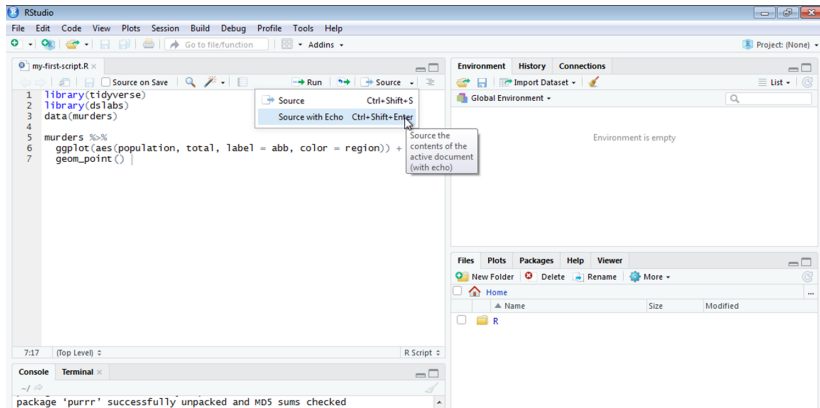 RStudio
File Edit Code View Plots Session Build Debug Profile Tools Help
Go to file/function Addins Project: (None)
my-first-script.R
Source on Save Run Source
1 library(tidyverse)
2 library(dslabs)
3 data(murders)
4
5 murders %>%
6 ggplot(aes(population, total, label = abb, color = region)) +
7 geom_point()
Source Ctrl+Shift+S
Source with Echo Ctrl+Shift+Enter
Source the
contents of the
active document
(with echo)
7:17 (Top Level) R Script
Console Terminal
~/
package 'purrr' successfully unpacked and MD5 sums checked
Environment History Connections
Import Dataset List
Global Environment
Environment is empty
Files Plots Packages Help Viewer
New Folder Delete Rename More
Home ...
Name Size Modified
R